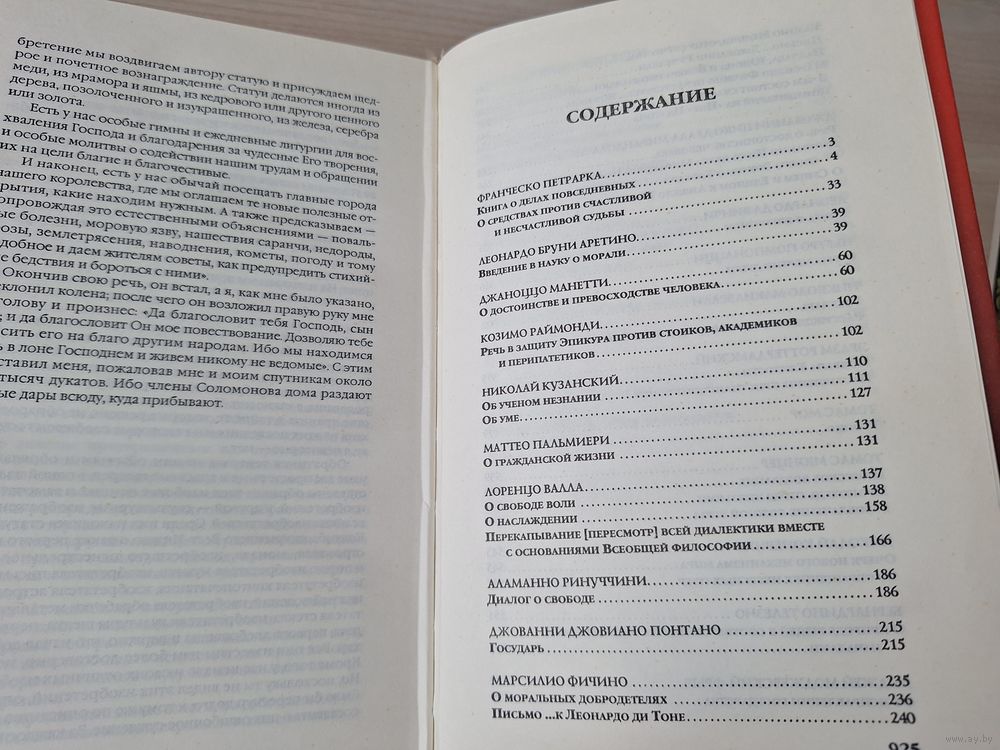 бретение мы воздвигаем автору статую и присуждаем щед-
рое и почетное вознаграждение. Статуи делаются иногда из
меди, из мрамора и яшмы, из кедрового или другого ценного
дерева, позолоченного и изукрашенного, из железа, серебра
или золота.
Есть у нас особые гимны и ежедневные литургии для вос-
хваления Господа и благодарения за чудесные Его творения,
и особые молитвы о содействии нашим трудам и обращении
их на цели благие и благочестивые.
И наконец, есть у нас обычай посещать главные города
нашего королевства, где мы оглашаем те новые полезные от-
рытия, какие находим нужным. А также предсказываем —
опровождая это естественными объяснениями — поваль-
ые болезни, моровую язву, нашествия саранчи, недороды,
розы, землетрясения, наводнения, кометы, погоду и тому
добное и даем жителям советы, как предупредить стихий-
е бедствия и бороться с ними».
Окончив свою речь, он встал, а я, как мне было указано,
еклонил колена; после чего он возложил правую руку мне
голову и произнес: «Да благословит тебя Господь, сын
; и да благословит Он мое повествование. Дозволяю тебе
сить его на благо другим народам. Ибо мы находимся
ь в лоне Господнем и живем никому не ведомые». С этим
ставил меня, пожаловав мне и моим спутникам около
тысяч дукатов. Ибо члены Соломонова дома раздают
ые дары всюду, куда прибывают.
СОДЕРЖАНИЕ
ФРАНЧЕСКО ПЕТРАРКА 3
Книга о делах повседневных 4
О средствах против счастливой
и несчастливой судьбы 33
ЛЕОНАРДО БРУНИ АРЕТИНО 39
Введение в науку о морали 39
ДЖАНОЦЦО МАНЕТТИ 60
О достоинстве и превосходстве человека 60
КОЗИМО РАЙМОНДИ 102
Речь в защиту Эпикура против стоиков, академиков
и перипатетиков 102
НИКОЛАЙ КУЗАНСКИЙ 110
Об ученом незнании 111
Об уме 127
МАТТЕО ПАЛЬМИЕРИ 131
О гражданской жизни 131
ЛОРЕНЦО ВАЛЛА 137
О свободе воли 138
О наслаждении 158
Перекапывание [пересмотр] всей диалектики вместе
с основаниями Всеобщей философии 166
АЛАМАННО РИНУЧЧИНИ 186
Диалог о свободе 186
ДЖОВАННИ ДЖОВИАНО ПОНТАНО 215
Государь 215
МАРСИЛИО ФИЧИНО 235
О моральных добродетелях 236
Письмо ...к Леонардо ди Тоне 240
925
www.ay.by